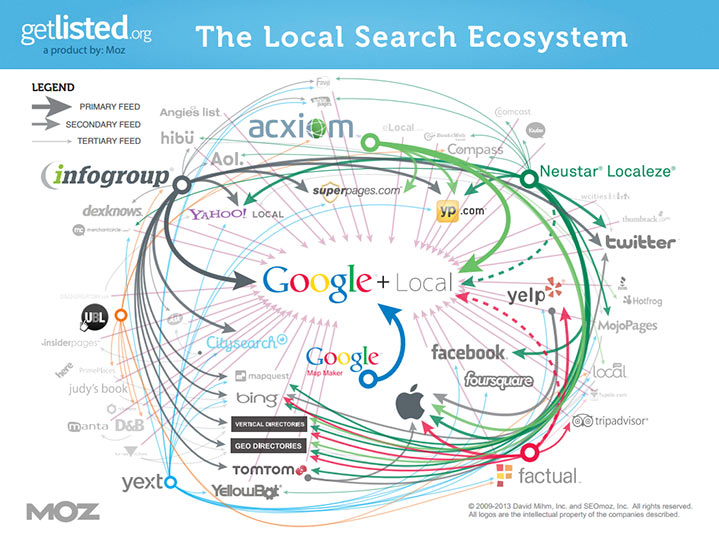 getlisted.org
a product by: Moz
The Local Search Ecosystem
LEGEND
PRIMARY FEED
SECONDARY FEED
TERTIARY FEED
Angie's list
hibü
Aol.
acxiom
eLocal
Compass
Comcast
infogroup
Neustar® Localeze®
superpages.com
dexknows
YAHOO! LOCAL
yp.com
merchantcircle
thumbtack.com
twitter
Google + Local
yelp
Hotfrog
UBL
MojoPages
insiderpages
Citysearch
Google
Map Maker
facebook
here
PrimePlaces
mapquest
foursquare
local
judy's book
bing
manta
D&B
VERTICAL DIRECTORIES
GEO DIRECTORIES
tripadvisor
TOMTOM
yext
YellowBot
factual.
MOZ
© 2009-2013 David Mihm, Inc. and SEOmoz, Inc. All rights reserved.
All logos are the intellectual property of the companies described.